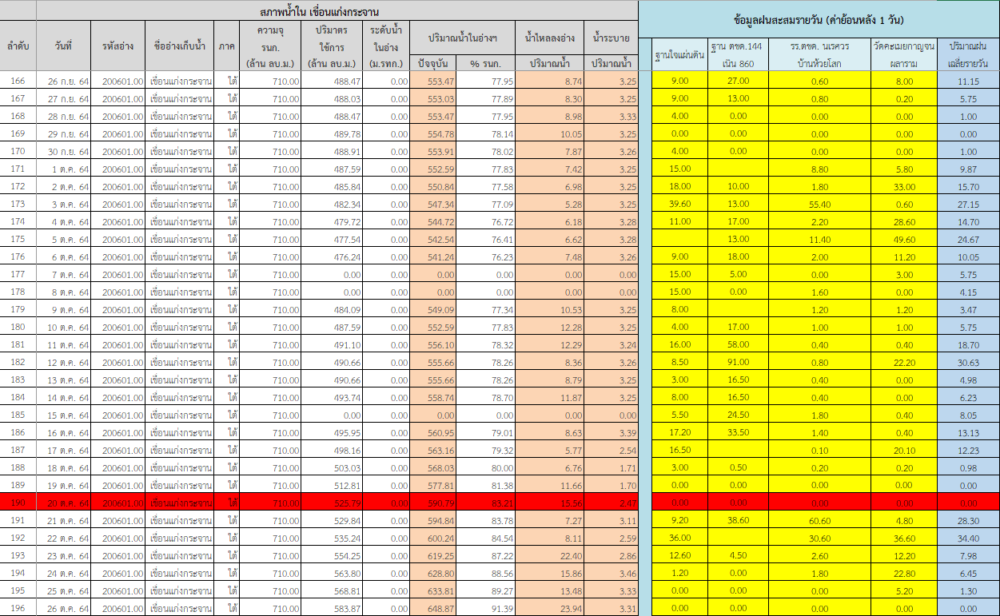 สภาพน้ำใน เขื่อนแก่งกระจาน ข้อมูลฝนสะสมรายวัน (ค่าย้อนหลัง 1 วัน)
ลำดับ วันที่ รหัสอ่าง ชื่ออ่างเก็บน้ำ ภาค ความจุ รนก. (ล้าน ลบ.ม.) ปริมาตร ใช้การ (ล้าน ลบ.ม.) ระดับน้ำ ในอ่าง (ม.รทก.) ปริมาณน้ำในอ่างฯ น้ำไหลลงอ่าง น้ำระบาย
ปัจจุบัน % รนก. ปริมาณน้ำ ปริมาณน้ำ ฐานใจแผ่นดิน ฐาน ตชด.144 เนิน 860 รร.ตชด. นเรศวร บ้านห้วยโสก วัดคะเมยกาญจน ผลาราม ปริมาณฝน เฉลี่ยรายวัน
166 26 ก.ย. 64 200601.00 เขื่อนแก่งกระจาน ใต้ 710.00 488.47 0.00 553.47 77.95 8.74 3.25 9.00 27.00 0.60 8.00 11.15
167 27 ก.ย. 64 200601.00 เขื่อนแก่งกระจาน ใต้ 710.00 488.03 0.00 553.03 77.89 8.30 3.25 9.00 13.00 0.80 0.20 5.75
168 28 ก.ย. 64 200601.00 เขื่อนแก่งกระจาน ใต้ 710.00 488.47 0.00 553.47 77.95 8.98 3.33 4.00 0.00 0.00 0.00 1.00
169 29 ก.ย. 64 200601.00 เขื่อนแก่งกระจาน ใต้ 710.00 489.78 0.00 554.78 78.14 10.05 3.25 0.00 0.00 0.00 0.00 0.00
170 30 ก.ย. 64 200601.00 เขื่อนแก่งกระจาน ใต้ 710.00 488.91 0.00 553.91 78.02 7.87 3.26 4.00 0.00 0.00 0.00 1.00
171 1 ต.ค. 64 200601.00 เขื่อนแก่งกระจาน ใต้ 710.00 487.59 0.00 552.59 77.83 7.42 3.25 15.00 8.80 5.80 9.87
172 2 ต.ค. 64 200601.00 เขื่อนแก่งกระจาน ใต้ 710.00 485.84 0.00 550.84 77.58 6.98 3.25 18.00 10.00 1.80 33.00 15.70
173 3 ต.ค. 64 200601.00 เขื่อนแก่งกระจาน ใต้ 710.00 482.34 0.00 547.34 77.09 5.28 3.25 39.60 13.00 55.40 0.60 27.15
174 4 ต.ค. 64 200601.00 เขื่อนแก่งกระจาน ใต้ 710.00 479.72 0.00 544.72 76.72 6.18 3.28 11.00 17.00 2.20 28.60 14.70
175 5 ต.ค. 64 200601.00 เขื่อนแก่งกระจาน ใต้ 710.00 477.54 0.00 542.54 76.41 6.62 3.28 13.00 11.40 49.60 24.67
176 6 ต.ค. 64 200601.00 เขื่อนแก่งกระจาน ใต้ 710.00 476.24 0.00 541.24 76.23 7.48 3.26 9.00 18.00 2.00 11.20 10.05
177 7 ต.ค. 64 200601.00 เขื่อนแก่งกระจาน ใต้ 710.00 0.00 0.00 0.00 0.00 0.00 0.00 15.00 5.00 0.00 3.00 5.75
178 8 ต.ค. 64 200601.00 เขื่อนแก่งกระจาน ใต้ 710.00 0.00 0.00 0.00 0.00 0.00 0.00 15.00 0.00 1.60 0.00 4.15
179 9 ต.ค. 64 200601.00 เขื่อนแก่งกระจาน ใต้ 710.00 484.09 0.00 549.09 77.34 10.53 3.25 8.00 1.20 1.20 3.47
180 10 ต.ค. 64 200601.00 เขื่อนแก่งกระจาน ใต้ 710.00 487.59 0.00 552.59 77.83 12.28 3.25 4.00 17.00 1.00 1.00 5.75
181 11 ต.ค. 64 200601.00 เขื่อนแก่งกระจาน ใต้ 710.00 491.10 0.00 556.10 78.32 12.29 3.24 16.00 58.00 0.40 0.40 18.70
182 12 ต.ค. 64 200601.00 เขื่อนแก่งกระจาน ใต้ 710.00 490.66 0.00 555.66 78.26 8.36 3.26 8.50 91.00 0.80 22.20 30.63
183 13 ต.ค. 64 200601.00 เขื่อนแก่งกระจาน ใต้ 710.00 490.66 0.00 555.66 78.26 8.79 3.25 3.00 16.50 0.40 0.00 4.98
184 14 ต.ค. 64 200601.00 เขื่อนแก่งกระจาน ใต้ 710.00 493.74 0.00 558.74 78.70 11.87 3.25 8.00 16.50 0.40 0.00 6.23
185 15 ต.ค. 64 200601.00 เขื่อนแก่งกระจาน ใต้ 710.00 0.00 0.00 0.00 0.00 0.00 0.00 5.50 24.50 1.80 0.40 8.05
186 16 ต.ค. 64 200601.00 เขื่อนแก่งกระจาน ใต้ 710.00 495.95 0.00 560.95 79.01 8.63 3.39 17.20 33.50 1.40 0.40 13.13
187 17 ต.ค. 64 200601.00 เขื่อนแก่งกระจาน ใต้ 710.00 498.16 0.00 563.16 79.32 5.77 2.54 16.50 0.10 20.10 12.23
188 18 ต.ค. 64 200601.00 เขื่อนแก่งกระจาน ใต้ 710.00 503.03 0.00 568.03 80.00 6.76 1.71 3.00 0.50 0.20 0.20 0.98
189 19 ต.ค. 64 200601.00 เขื่อนแก่งกระจาน ใต้ 710.00 512.81 0.00 577.81 81.38 11.66 1.70 0.00 0.00 0.00 0.00 0.00
190 20 ต.ค. 64 200601.00 เขื่อนแก่งกระจาน ใต้ 710.00 525.79 0.00 590.79 83.21 15.56 2.47 0.00 0.00 0.00 0.00 0.00
191 21 ต.ค. 64 200601.00 เขื่อนแก่งกระจาน ใต้ 710.00 529.84 0.00 594.84 83.78 7.27 3.11 9.20 38.60 60.60 4.80 28.30
192 22 ต.ค. 64 200601.00 เขื่อนแก่งกระจาน ใต้ 710.00 535.24 0.00 600.24 84.54 8.11 2.59 36.00 30.60 36.60 34.40
193 23 ต.ค. 64 200601.00 เขื่อนแก่งกระจาน ใต้ 710.00 554.25 0.00 619.25 87.22 22.40 2.86 12.60 4.50 2.60 12.20 7.98
194 24 ต.ค. 64 200601.00 เขื่อนแก่งกระจาน ใต้ 710.00 563.80 0.00 628.80 88.56 15.86 3.46 1.20 0.00 1.80 22.80 6.45
195 25 ต.ค. 64 200601.00 เขื่อนแก่งกระจาน ใต้ 710.00 568.81 0.00 633.81 89.27 13.48 3.33 0.00 0.00 0.00 5.20 1.30
196 26 ต.ค. 64 200601.00 เขื่อนแก่งกระจาน ใต้ 710.00 583.87 0.00 648.87 91.39 23.94 3.31 0.00 0.00 0.00 0.00 0.00